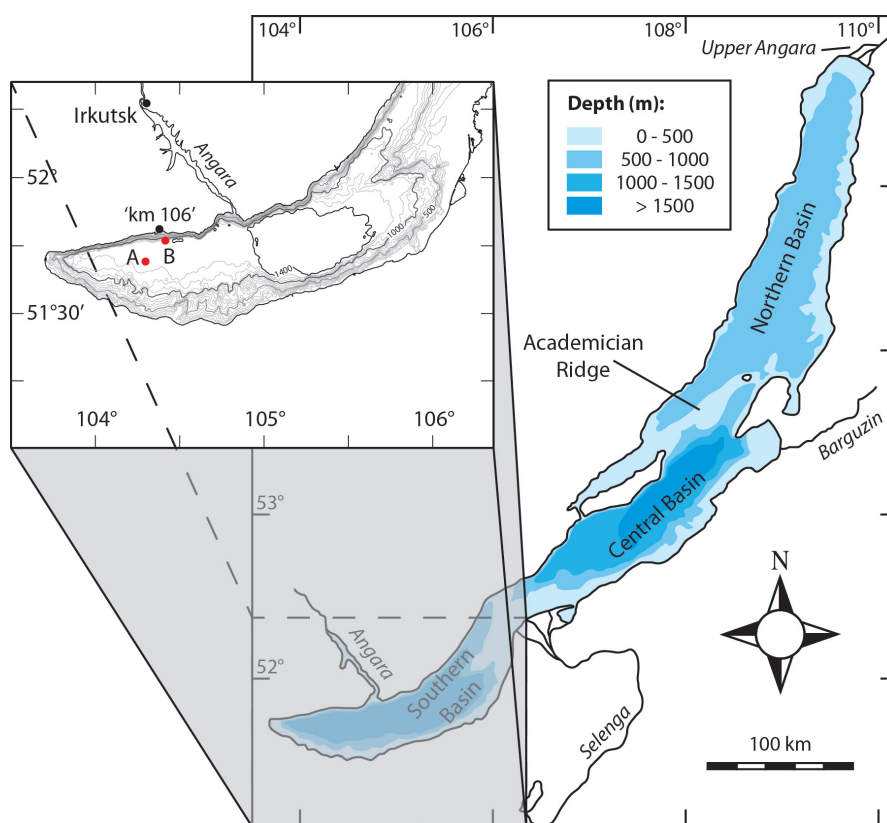 104°
106°
108°
110°
Upper Angara
Depth (m):
0 - 500
500 - 1000
1000 - 1500
> 1500
Irkutsk
Angara
52°
'km 106'
A
B
500
1000
1400
51°30'
104°
105°
106°
Northern Basin
Academician
Ridge
Barguzin
Central Basin
53°
52°
Angara
Southern
Basin
Selenga
N
100 km